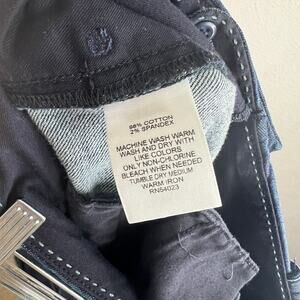 98% COTTON
2% SPANDEX
MACHINE WASH WARM
WASH AND DRY WITH
LIKE COLORS
ONLY NON-CHLORINE
BLEACH WHEN NEEDED
TUMBLE DRY MEDIUM
WARM IRON
RN54023